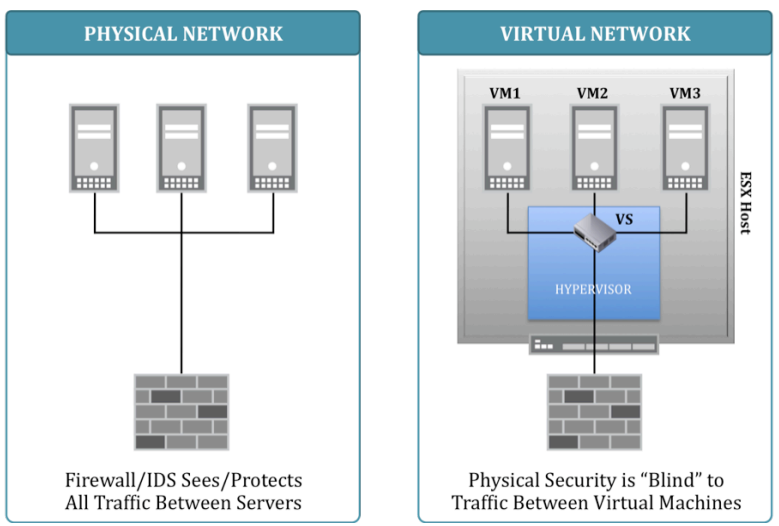 PHYSICAL NETWORK
Firewall/IDS Sees/Protects
All Traffic Between Servers
VIRTUAL NETWORK
VM1 VM2 VM3
ESX Host
VS
HYPERVISOR
Physical Security is “Blind” to
Traffic Between Virtual Machines